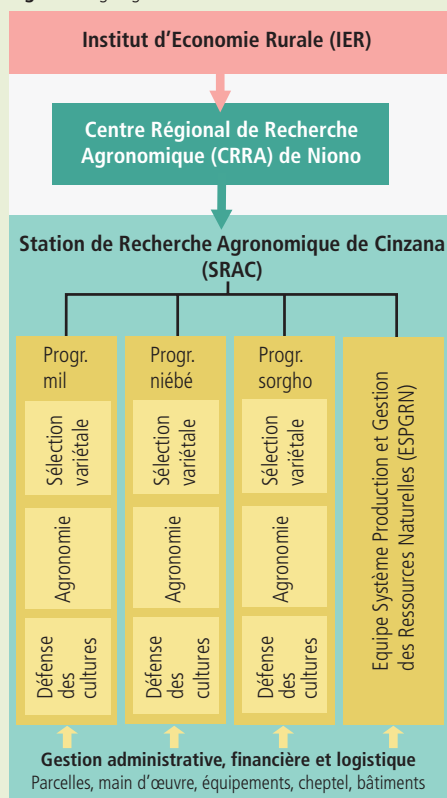 Institut d'Economie Rurale (IER)
Centre Régional de Recherche
Agronomique (CRRA) de Niono
Station de Recherche Agronomique de Cinzana
(SRAC)
Progr.
mil
Sélection
variétale
Agronomie
Défense
des
cultures
Progr.
niébé
Sélection
variétale
Agronomie
Défense
des
cultures
Progr.
sorgho
Sélection
variétale
Agronomie
Défense
des
cultures
Equipe Système Production et Gestion
des Ressources Naturelles (ESPGRN)
Gestion administrative, financière et logistique
Parcelles, main d'œuvre, équipements, cheptel, bâtiments